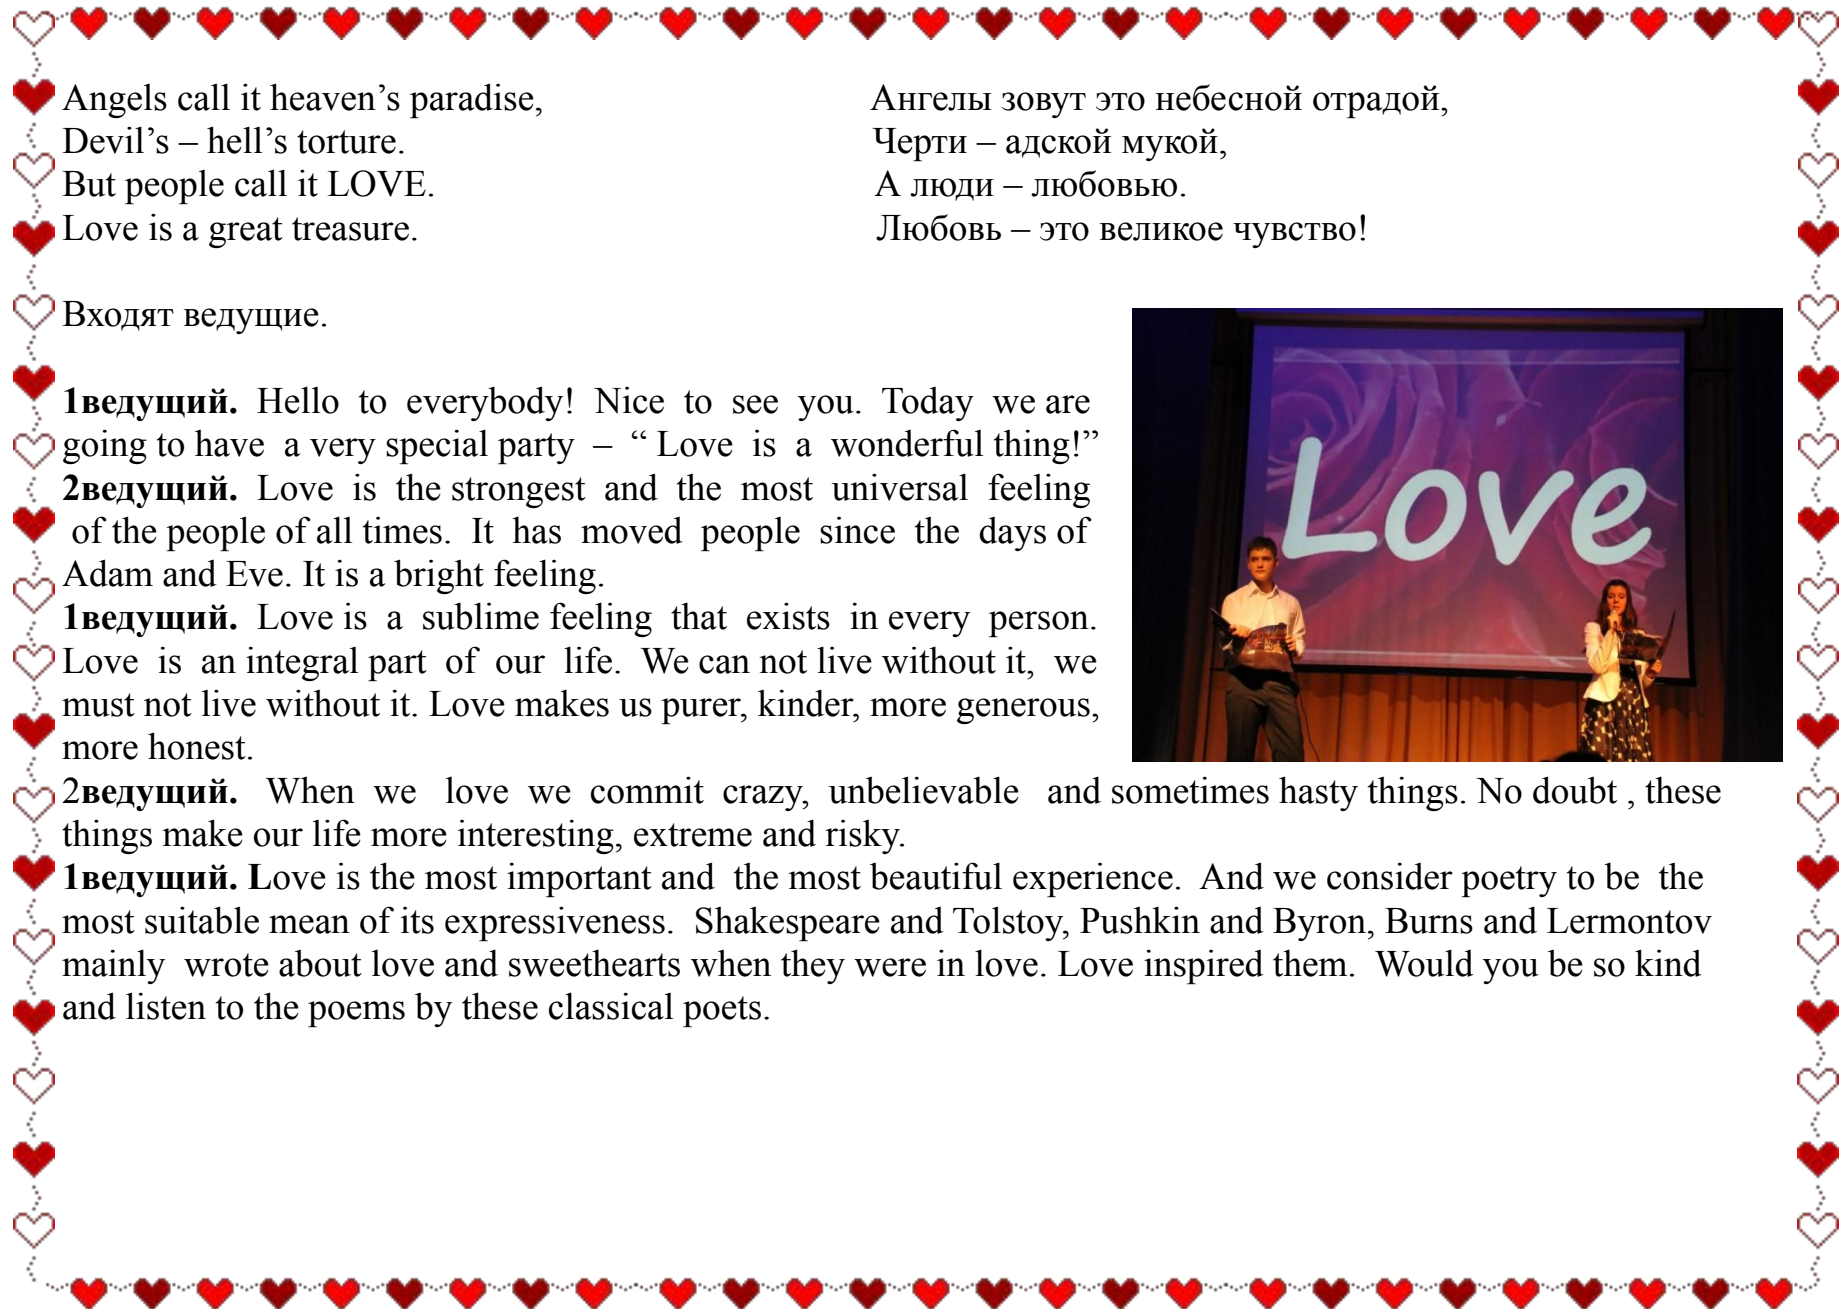 Angels call it heaven’s paradise,
Devil’s – hell’s torture.
But people call it LOVE.
Love is a great treasure.
Ангелы зовут это небесной отрадой,
Черти – адской мукой,
А люди – любовью.
Любовь – это великое чувство!
Входят ведущие.
1ведущий. Hello to everybody! Nice to see you. Today we are
going to have a very special party – “ Love is a wonderful thing!”
2ведущий. Love is the strongest and the most universal feeling
of the people of all times. It has moved people since the days of
Adam and Eve. It is a bright feeling.
1ведущий. Love is a sublime feeling that exists in every person.
Love is an integral part of our life. We can not live without it, we
must not live without it. Love makes us purer, kinder, more generous,
more honest.
Love
2ведущий. When we love we commit crazy, unbelievable and sometimes hasty things. No doubt , these
things make our life more interesting, extreme and risky.
1ведущий. Love is the most important and the most beautiful experience. And we consider poetry to be the
most suitable mean of its expressiveness. Shakespeare and Tolstoy, Pushkin and Byron, Burns and Lermontov
mainly wrote about love and sweethearts when they were in love. Love inspired them. Would you be so kind
and listen to the poems by these classical poets.